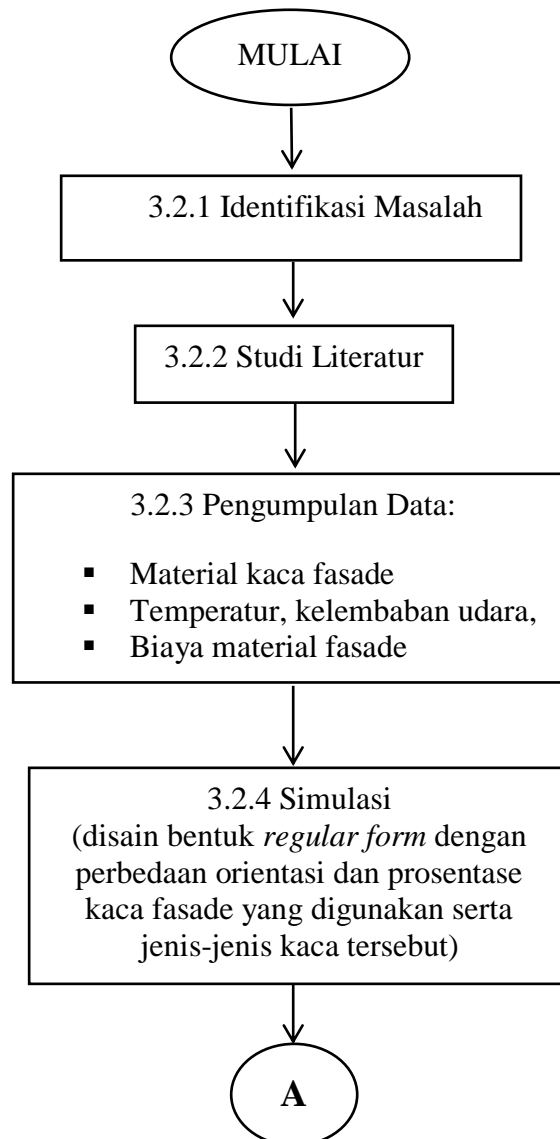 MULAI
3.2.1 Identifikasi Masalah
3.2.2 Studi Literatur
3.2.3 Pengumpulan Data:
▪ Material kaca fasade
▪ Temperatur, kelembaban udara,
▪ Biaya material fasade
3.2.4 Simulasi
(disain bentuk regular form dengan
perbedaan orientasi dan prosentase
kaca fasade yang digunakan serta
jenis-jenis kaca tersebut)
A